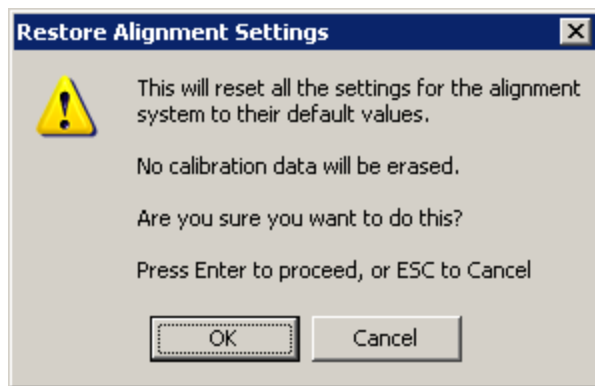 Restore Alignment Settings
This will reset all the settings for the alignment
system to their default values.
No calibration data will be erased.
Are you sure you want to do this?
Press Enter to proceed, or ESC to Cancel
OK
Cancel